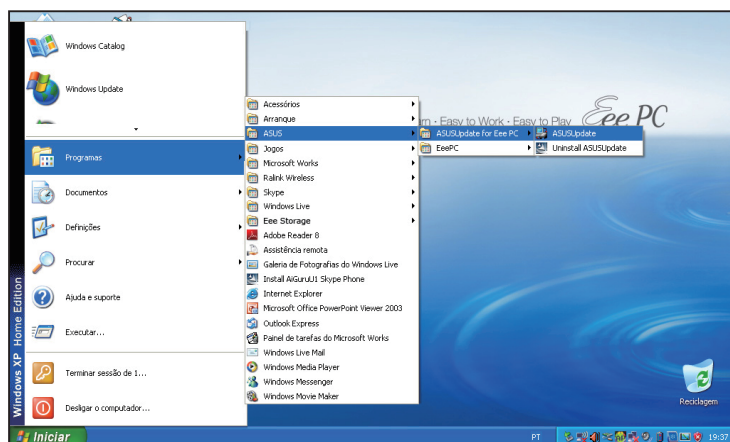 Windows Catalog
Windows Update
Programas
Documentos
Definições
Procurar
Ajuda e suporte
Executar...
Terminar sessão de 1...
Desligar o computador...
Windows XP Home Edition
Iniciar
Acessórios
Arranque
ASUS
Jogos
Microsoft Works
Ralink Wireless
Skype
Windows Live
Eee Storage
Adobe Reader 8
Assistência remota
Galeria de Fotografias do Windows Live
Install AiGuruU1 Skype Phone
Internet Explorer
Microsoft Office PowerPoint Viewer 2003
Outlook Express
Painel de tarefas do Microsoft Works
Windows Live Mail
Windows Media Player
Windows Messenger
Windows Movie Maker
ASUSUpdate for Eee PC
EeePC
ASUSUpdate
Uninstall ASUSUpdate
· Easy to Work · Easy to Play
Eee PC
Reciclagem
PT
19:37